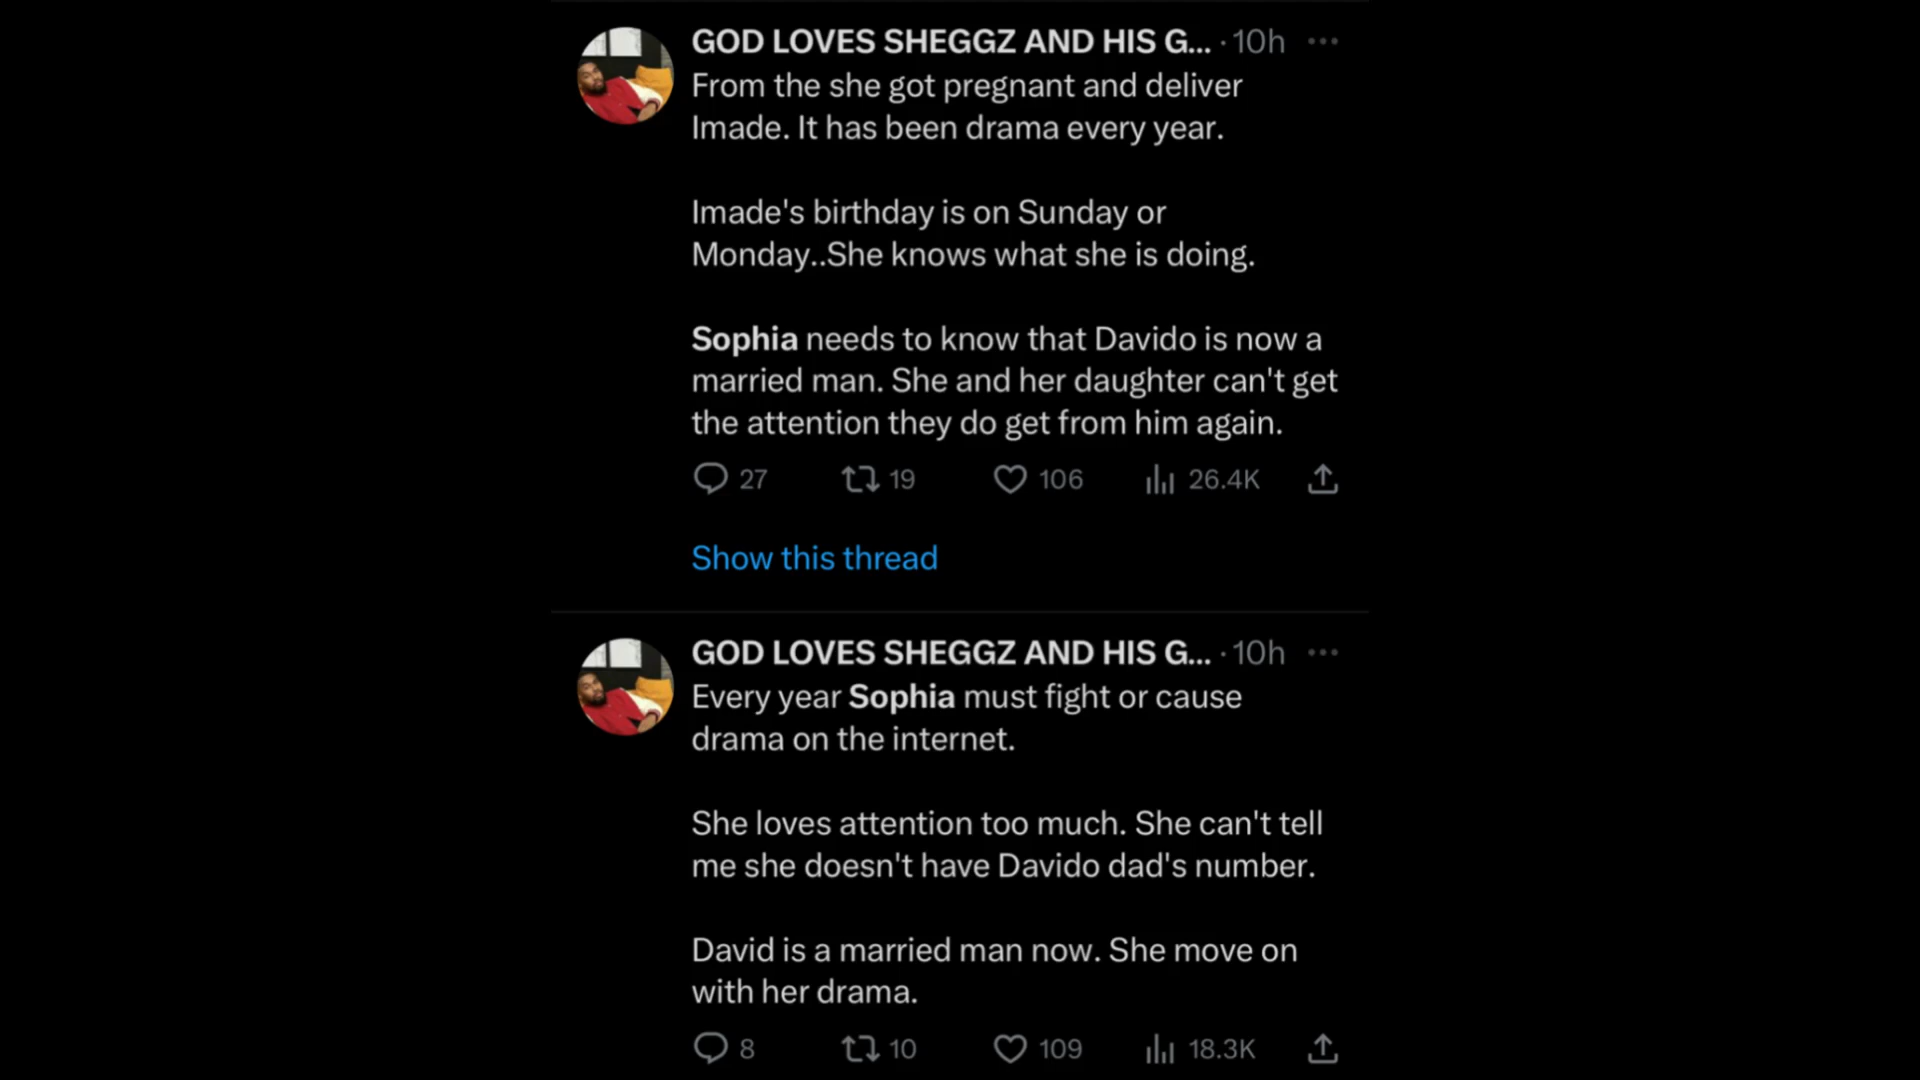 GOD LOVES SHEGGZ AND HIS G... · 10h
From the she got pregnant and deliver
Imade. It has been drama every year.
Imade's birthday is on Sunday or
Monday..She knows what she is doing.
Sophia needs to know that Davido is now a
married man. She and her daughter can't get
the attention they do get from him again.
27 19 106 26.4K
Show this thread
GOD LOVES SHEGGZ AND HIS G... · 10h
Every year Sophia must fight or cause
drama on the internet.
She loves attention too much. She can't tell
me she doesn't have Davido dad's number.
David is a married man now. She move on
with her drama.
8 10 109 18.3K